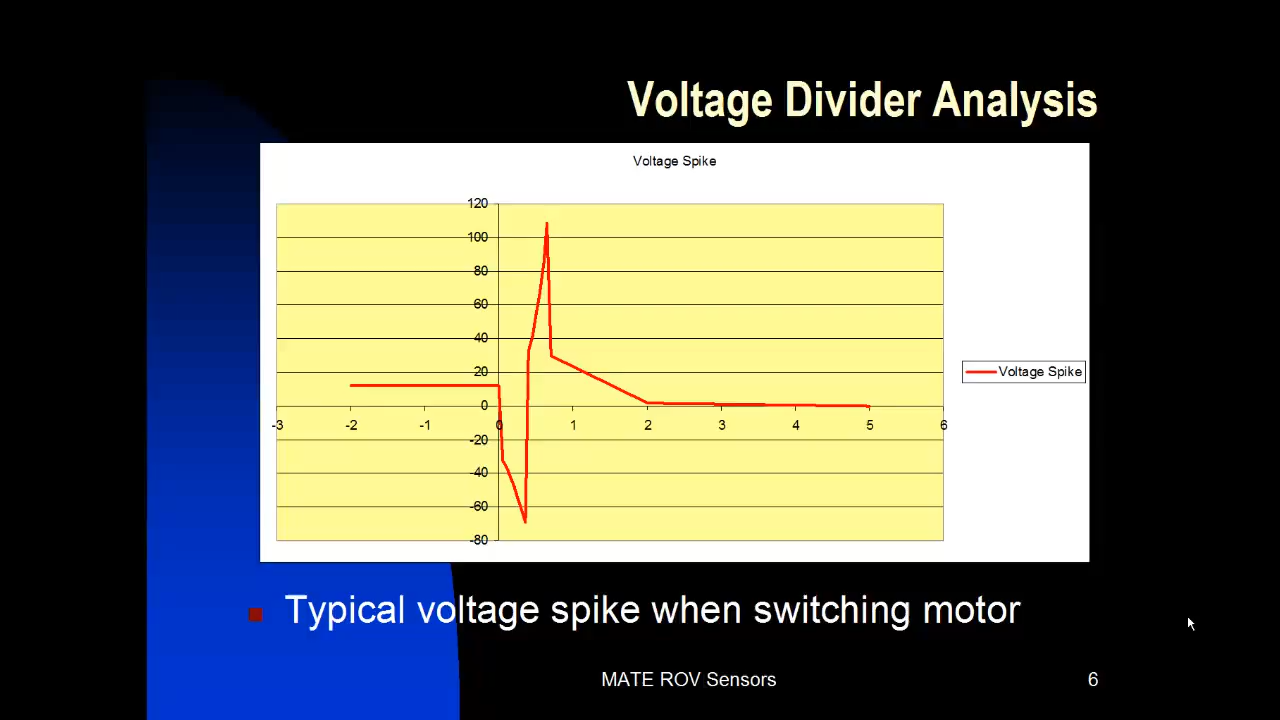 Voltage Divider Analysis
Voltage Spike
120
100
80
60
40
20
0
-20
-40
-60
-80
-3 -2 -1 0 1 2 3 4 5 6
Voltage Spike
Typical voltage spike when switching motor
MATE ROV Sensors 6